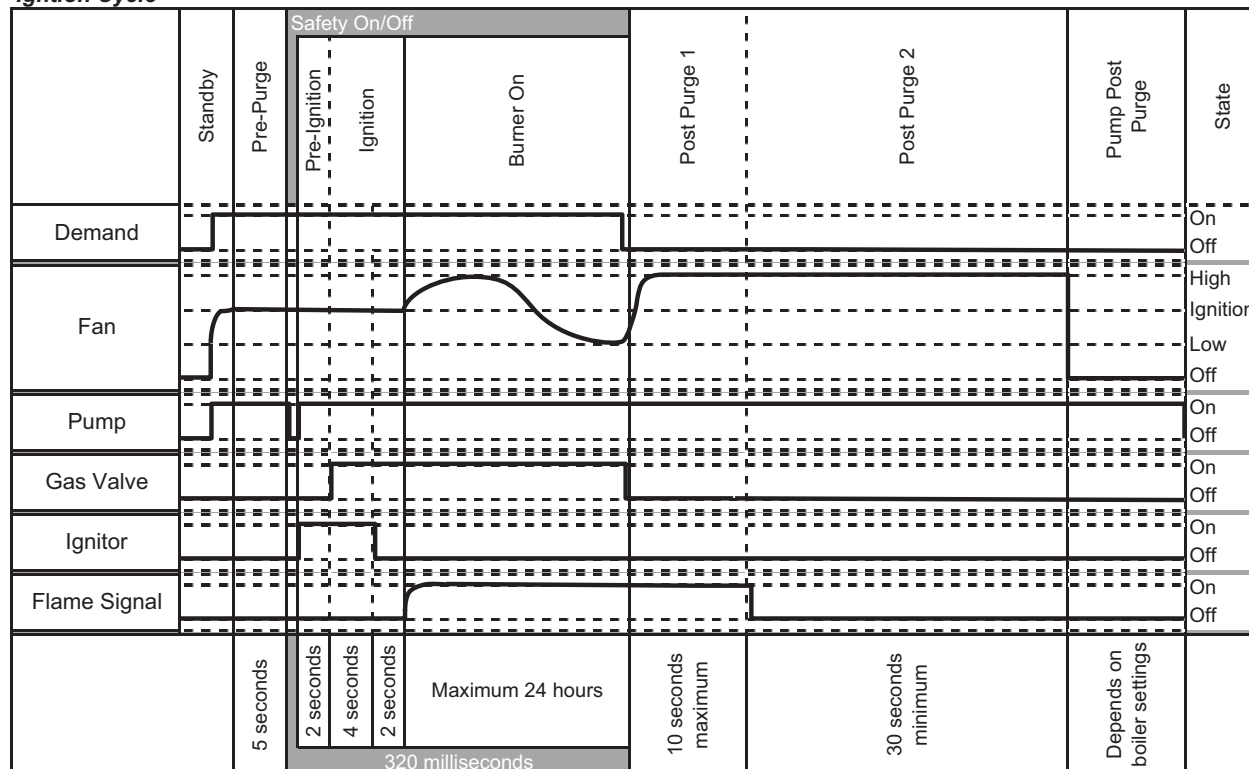 Ignition Cycle
Safety On/Off
Standby
Pre-Purge
Pre-Ignition
Ignition
Burner On
Post Purge 1
Post Purge 2
Pump Post
Purge
State
Demand
On
Off
Fan
High
Ignition
Low
Off
Pump
On
Off
Gas Valve
On
Off
Ignitor
On
Off
Flame Signal
On
Off
5 seconds
2 seconds
4 seconds
2 seconds
Maximum 24 hours
10 seconds
maximum
30 seconds
minimum
Depends on
boiler settings
320 milliseconds